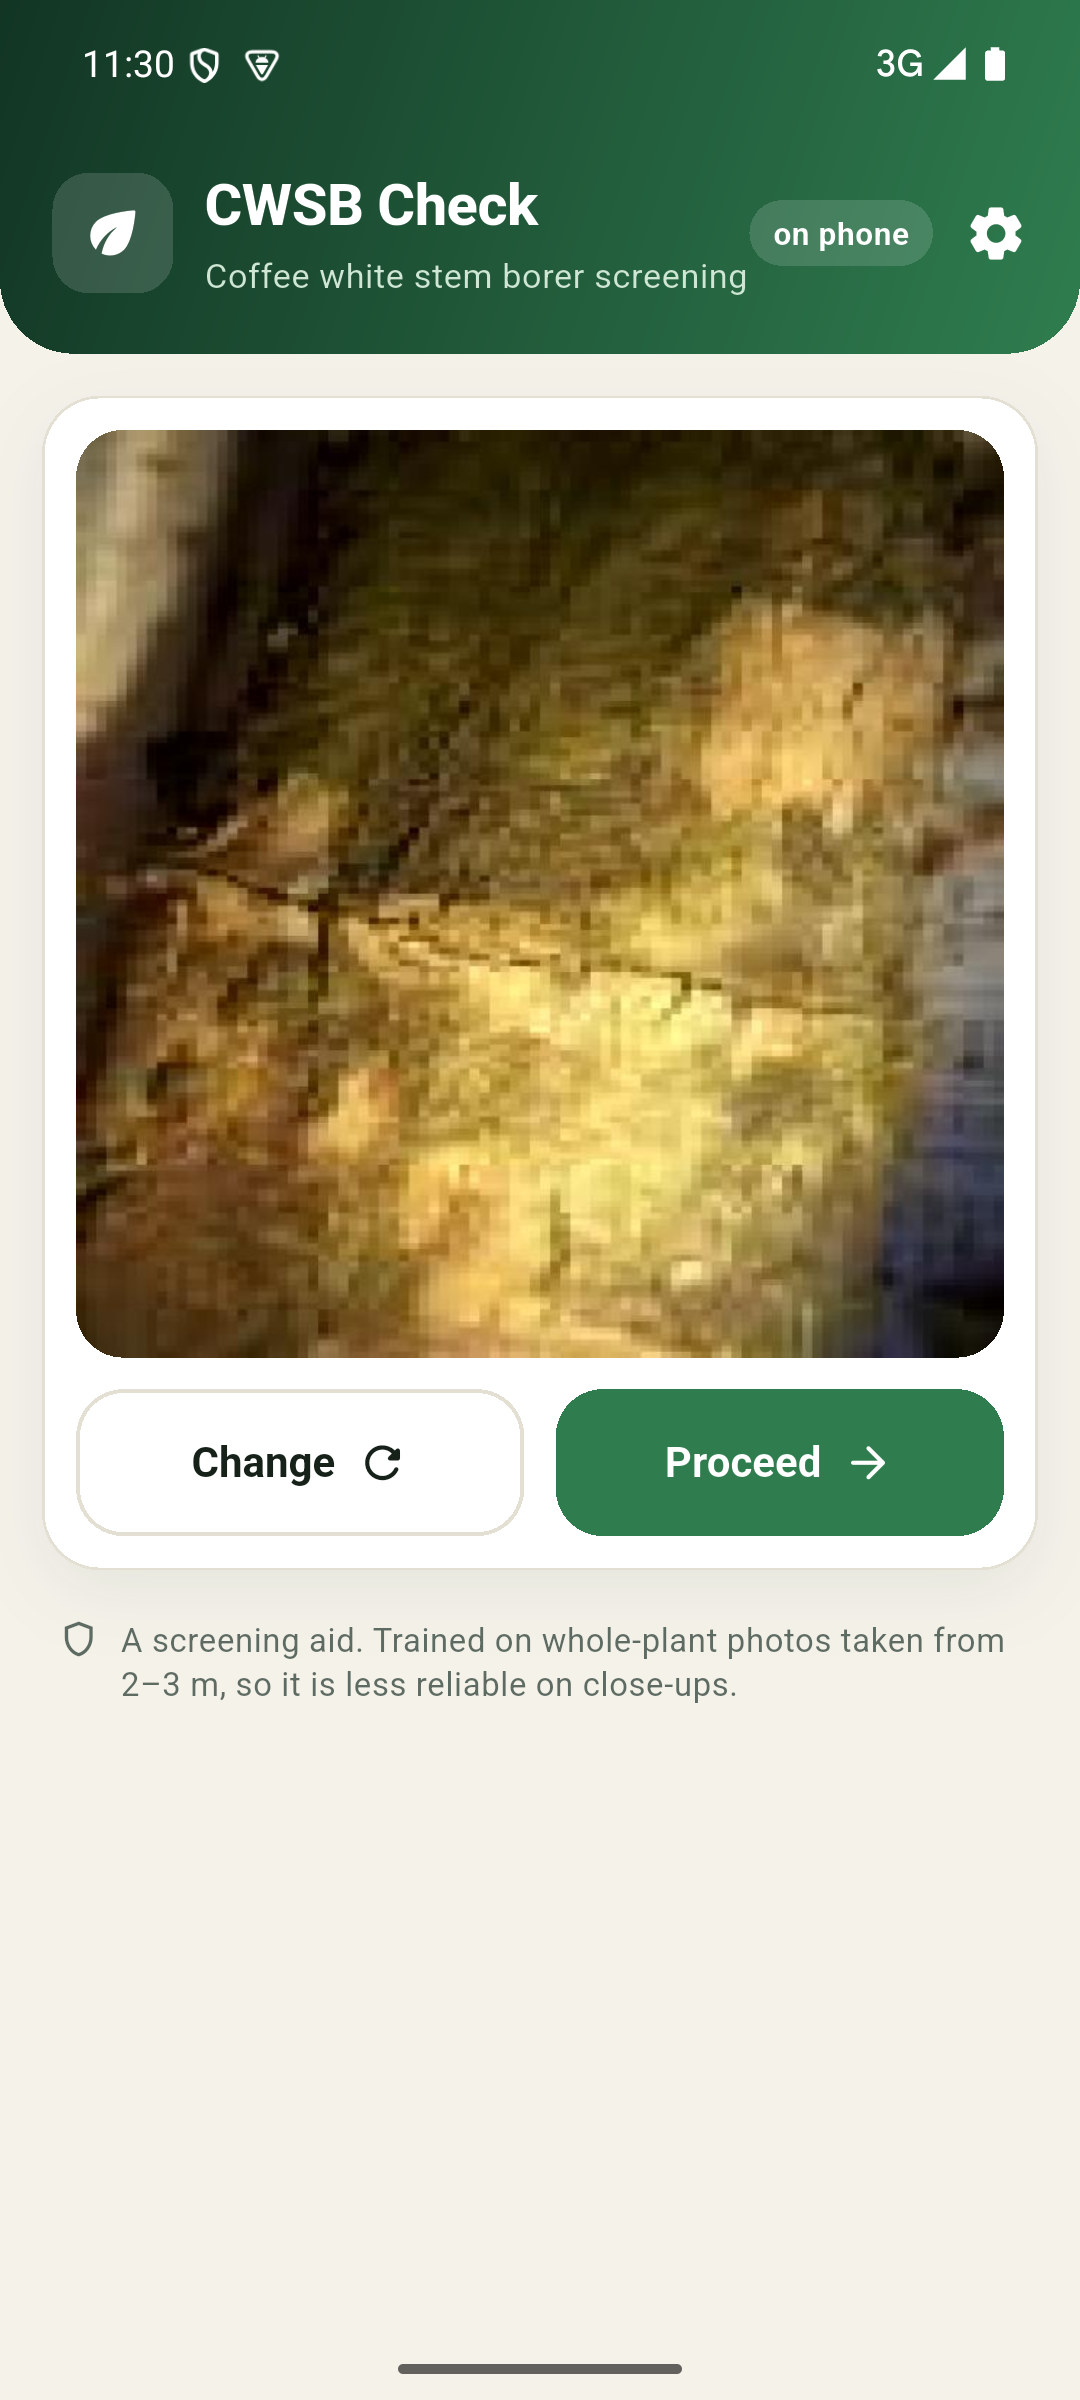 11:30
3G
CWSB Check
Coffee white stem borer screening
on phone
Change
Proceed
A screening aid. Trained on whole-plant photos taken from
2–3 m, so it is less reliable on close-ups.